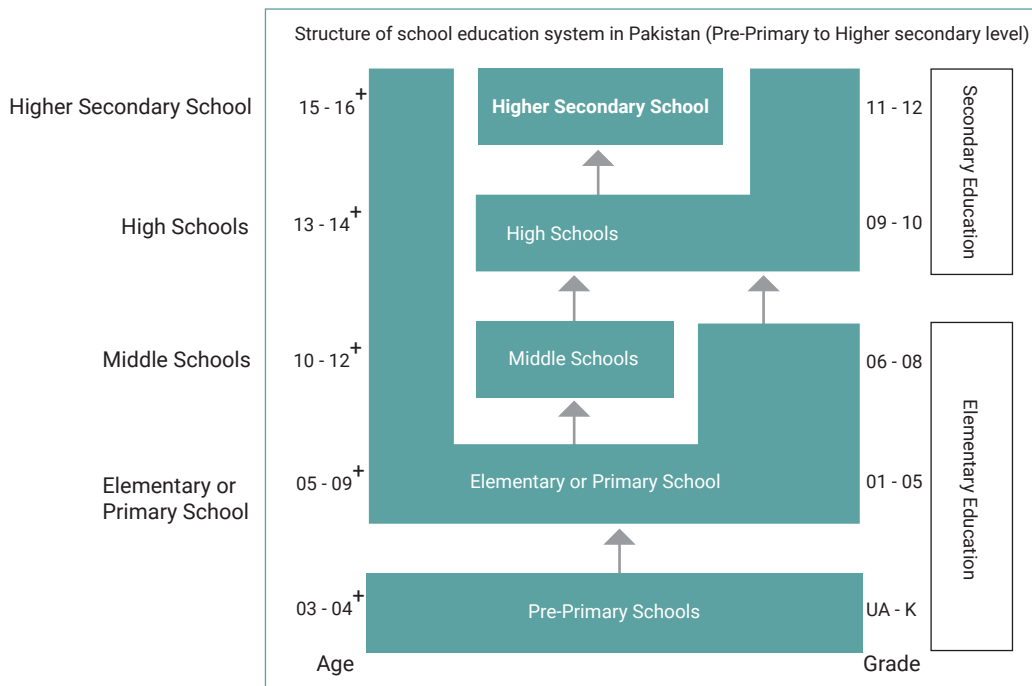 Structure of school education system in Pakistan (Pre-Primary to Higher secondary level)
Higher Secondary School
15 - 16+
Higher Secondary School
11 - 12
Secondary Education
High Schools
13 - 14+
High Schools
09 - 10
Middle Schools
10 - 12+
Middle Schools
06 - 08
Elementary Education
Elementary or
Primary School
05 - 09+
Elementary or Primary School
01 - 05
03 - 04+
Pre-Primary Schools
UA - K
Age
Grade